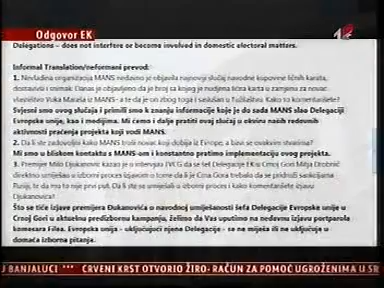 Odgovor EK
Delegations - does not interfere or become involved in domestic electoral matters.
Informal Translation/neformani prevod:
1. Nevladina organizacija MANS nedavno je objavila najnoviji slučaj navodne kopovine ličnih karata,
dostavivši i snimak. Danas je objavljeno da je broj sa kojeg je nuđena lična karta u zamjenu za novac
vlasništvo Vuka Maraša iz MANS-a - a te da je on zbog toga i saslušan u Tužilaštvu. Kako to komentarišete?
Svjesni smo ovog slučaja i primili smo k znanju informacije koje je do sada MANS slao Delegaciji
Evropske unije, kao i medijima. Mi ćemo i dalje pratiti ovaj slučaj u okviru naših redovnih
aktivnosti praćenja projekta koji vodi MANS.
2. Da li ste zadovoljni kako MANS troši novac koji dobija iz Evrope, a bavi se ovakvim stvarima?
Mi smo u bliskom kontaktu s MANS-om i konstantno pratimo implementaciju ovog projekta.
3. Premijer Milo Djukanovic kazao je o intervjuu TVCG da se šef Delegacije EK u Crnoj Gori Mitja Drobnič
direktno umiješao u izborni proces izjavom o tome da li je Crna Gora trebalo da se pridruži sankcijama
Rusiji, te da mu to nije prvi put. Da li ste se umiješali u izborni proces i kako komentarišete izjavu
Djukanovića?
Što se tiče izjave premijera Đukanovića o navodnoj umiješanosti šefa Delegacije Evropske unije u
Crnoj Gori u aktuelnu predizbornu kampanju, želimo da Vas uputimo na nedavnu izjavu portparola
komesara Filea. Evropska unija - uključujući njene Delegacije - se ne miješa ili ne uključuje u
domaća izborna pitanja.
U BANJALUCI *** CRVENI KRST OTVORIO ŽIRO- RAČUN ZA POMOĆ UGROŽENIMA U SR